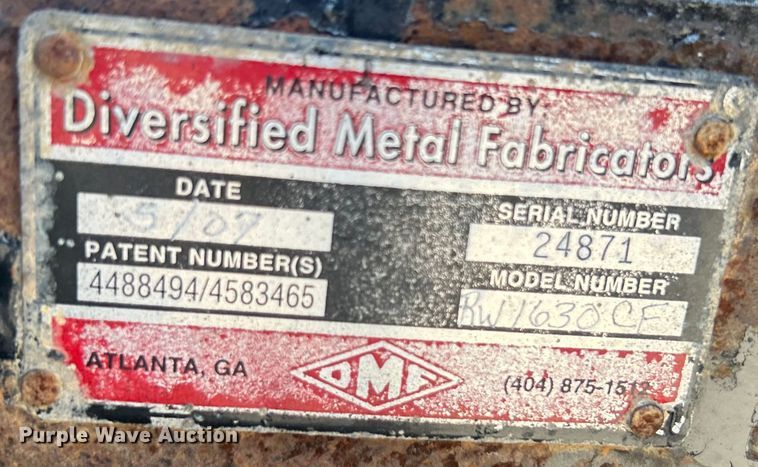 MANUFACTURED BY:
Diversified Metal Fabricators
DATE
5/07
SERIAL NUMBER
24871
PATENT NUMBER(S)
4488494/4583465
MODEL NUMBER
RW1630CF
ATLANTA, GA
DMF
(404) 875-1512
Purple Wave Auction